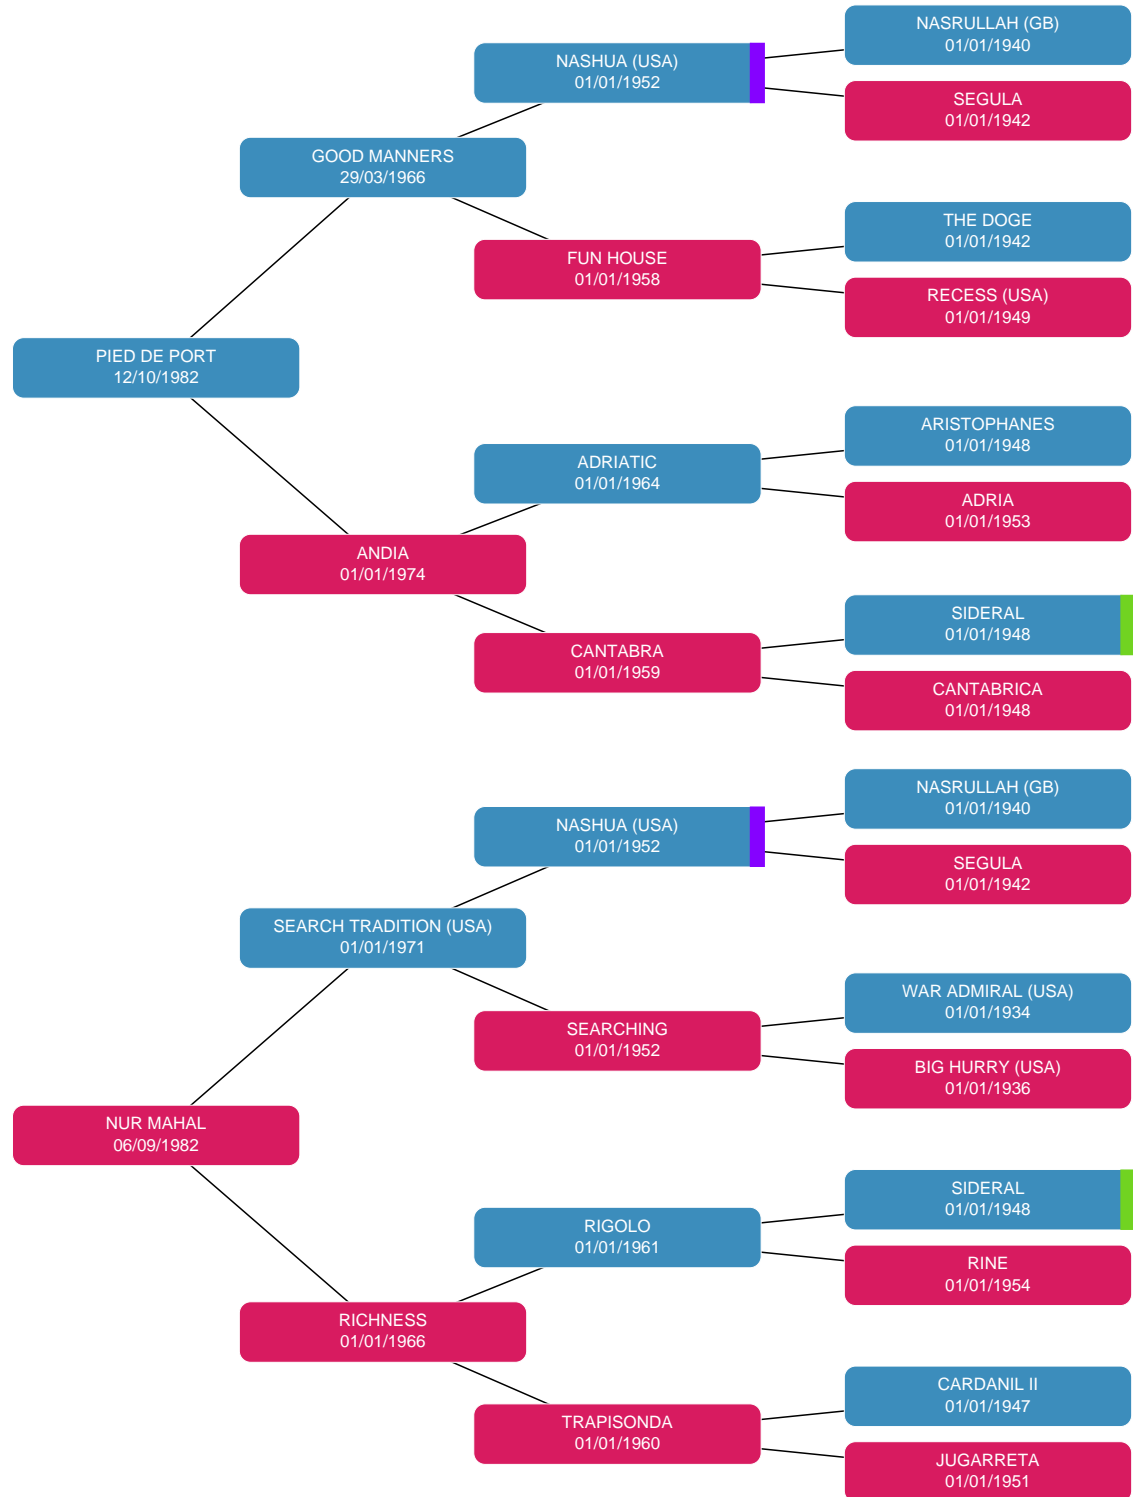 NASRULLAH (GB)
01/01/1940
NASHUA (USA)
01/01/1952
SEGULA
01/01/1942
GOOD MANNERS
29/03/1966
THE DOGE
01/01/1942
FUN HOUSE
01/01/1958
RECESS (USA)
01/01/1949
PIED DE PORT
12/10/1982
ARISTOPHANES
01/01/1948
ADRIATIC
01/01/1964
ADRIA
01/01/1953
ANDIA
01/01/1974
SIDERAL
01/01/1948
CANTABRA
01/01/1959
CANTABRICA
01/01/1948
NASRULLAH (GB)
01/01/1940
NASHUA (USA)
01/01/1952
SEGULA
01/01/1942
SEARCH TRADITION (USA)
01/01/1971
WAR ADMIRAL (USA)
01/01/1934
SEARCHING
01/01/1952
BIG HURRY (USA)
01/01/1936
NUR MAHAL
06/09/1982
SIDERAL
01/01/1948
RIGOLO
01/01/1961
RINE
01/01/1954
RICHNESS
01/01/1966
CARDANIL II
01/01/1947
TRAPISONDA
01/01/1960
JUGARRETA
01/01/1951